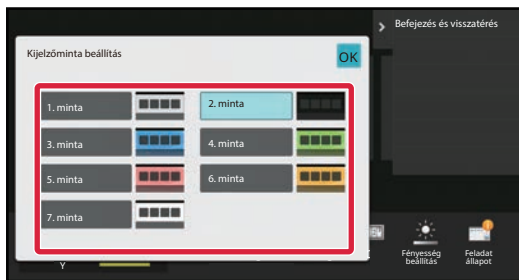 Befejezés és visszatérés
Kijelzőminta beállítás
OK
1. minta
2. minta
3. minta
4. minta
5. minta
6. minta
7. minta
Y
Fényesség
beállítás
Feladat
állapot